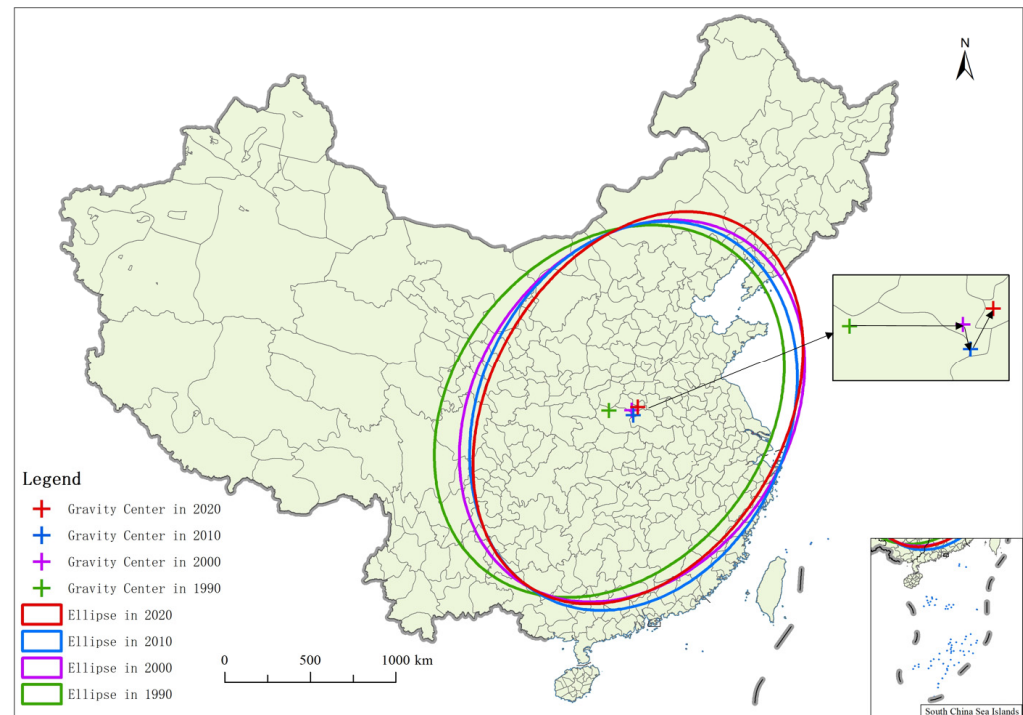 N
Legend
Gravity Center in 2020
Gravity Center in 2010
Gravity Center in 2000
Gravity Center in 1990
Ellipse in 2020
Ellipse in 2010
Ellipse in 2000
Ellipse in 1990
0 500 1000 km
South China Sea Islands